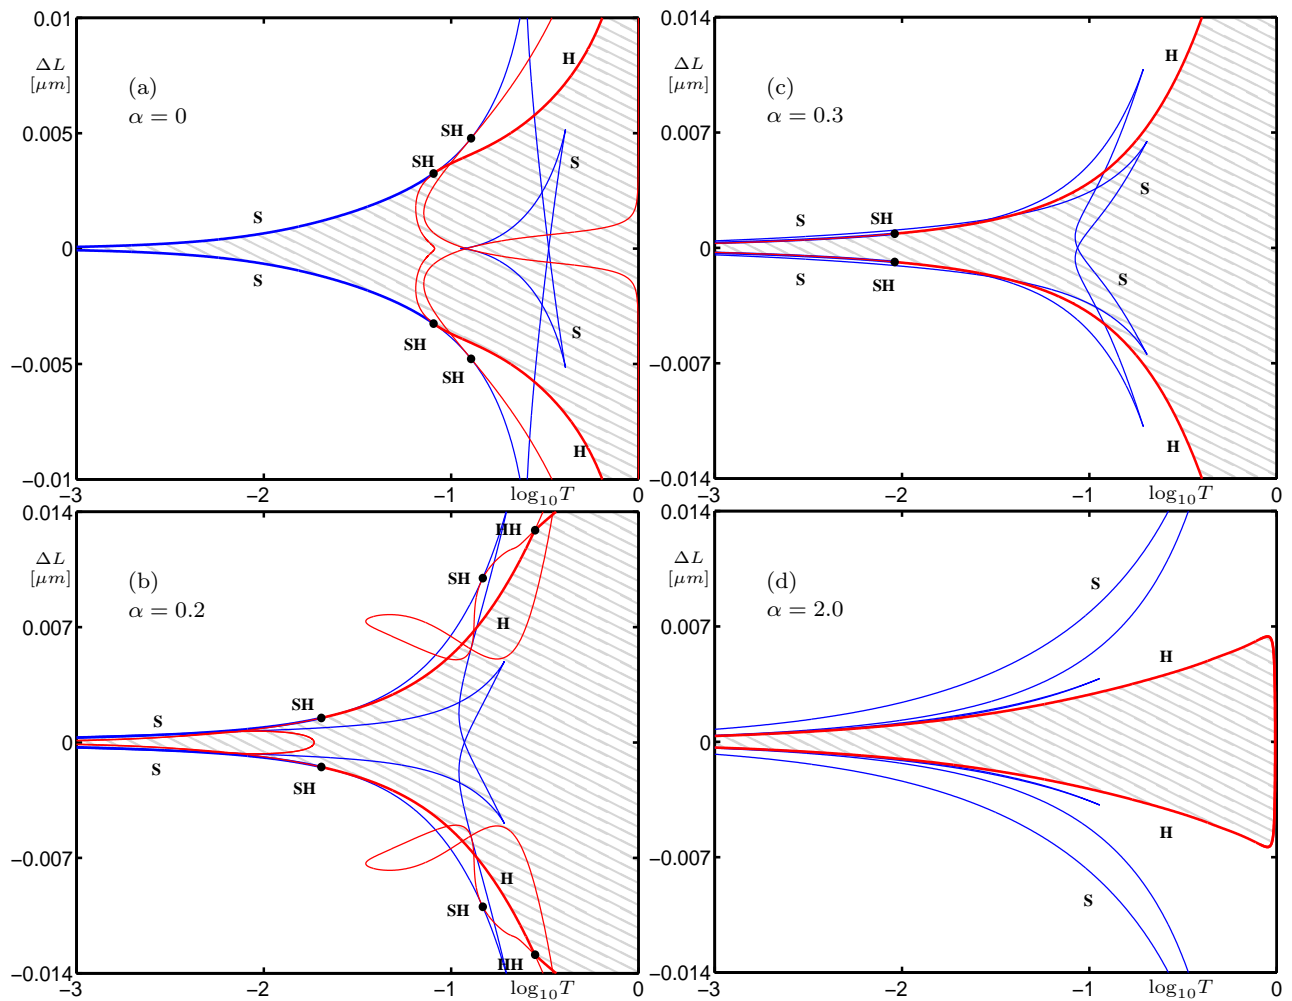 0.01
ΔL
[μm]
(a)
α = 0
H
0.005
SH
SH
S
S
0
S
S
SH
SH
−0.005
H
−0.01
−3
−2
−1
log₁₀T
0
0.014
ΔL
[μm]
(c)
α = 0.3
H
0.007
S
SH
S
0
S
SH
S
−0.007
H
−0.014
−3
−2
−1
log₁₀T
0
0.014
ΔL
[μm]
(b)
α = 0.2
HH
SH
H
0.007
SH
S
0
S
SH
−0.007
H
SH
HH
−0.014
−3
−2
−1
log₁₀T
0
0.014
ΔL
[μm]
(d)
α = 2.0
S
0.007
H
0
H
−0.007
S
−0.014
−3
−2
−1
log₁₀T
0